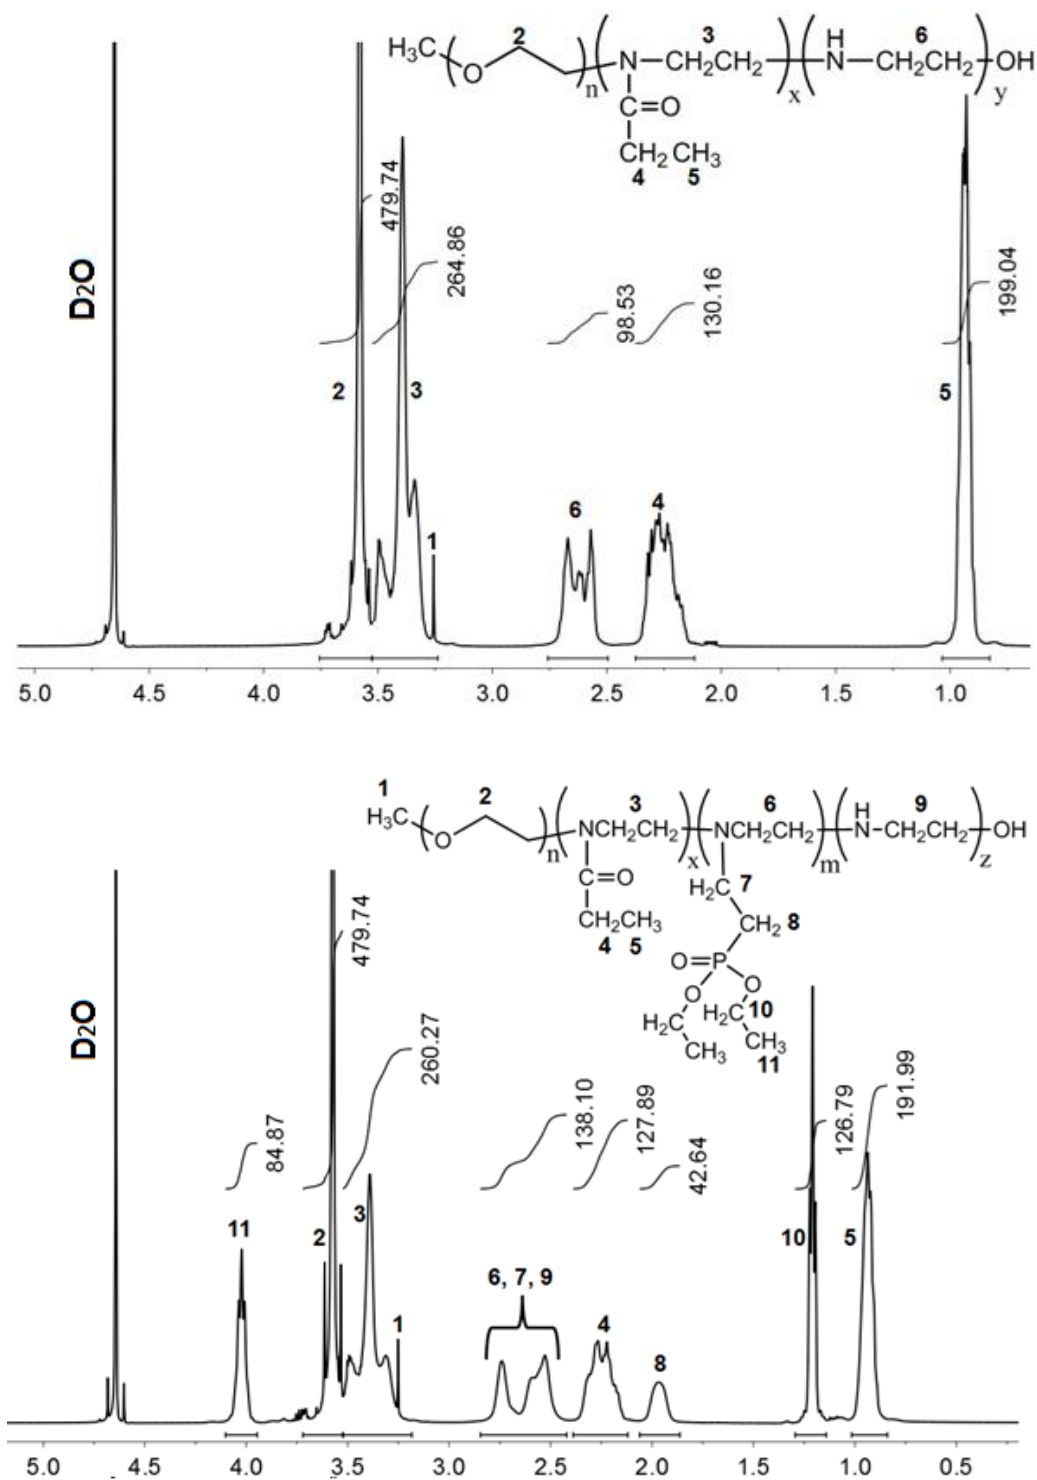 2
3
6
H₃C
O
n
N
CH₂CH₂
x
H
N
CH₂CH₂
OH
y
C=O
CH₂ CH₃
4
5
479.74
264.86
98.53
130.16
199.04
D₂O
2
3
1
6
4
5
5.0 4.5 4.0 3.5 3.0 2.5 2.0 1.5 1.0
1
2
3
6
9
H₃C
O
n
NCH₂CH₂
x
NCH₂CH₂
m
H
N
CH₂CH₂
OH
z
C=O
CH₂CH₃
4 5
H₂C 7
CH₂ 8
O=P
O
O
H₂C
CH₃
H₂C 10
CH₃
11
84.87
479.74
260.27
138.10
127.89
42.64
126.79
191.99
D₂O
11
2
3
1
6, 7, 9
4
8
10
5
5.0 4.5 4.0 3.5 3.0 2.5 2.0 1.5 1.0 0.5